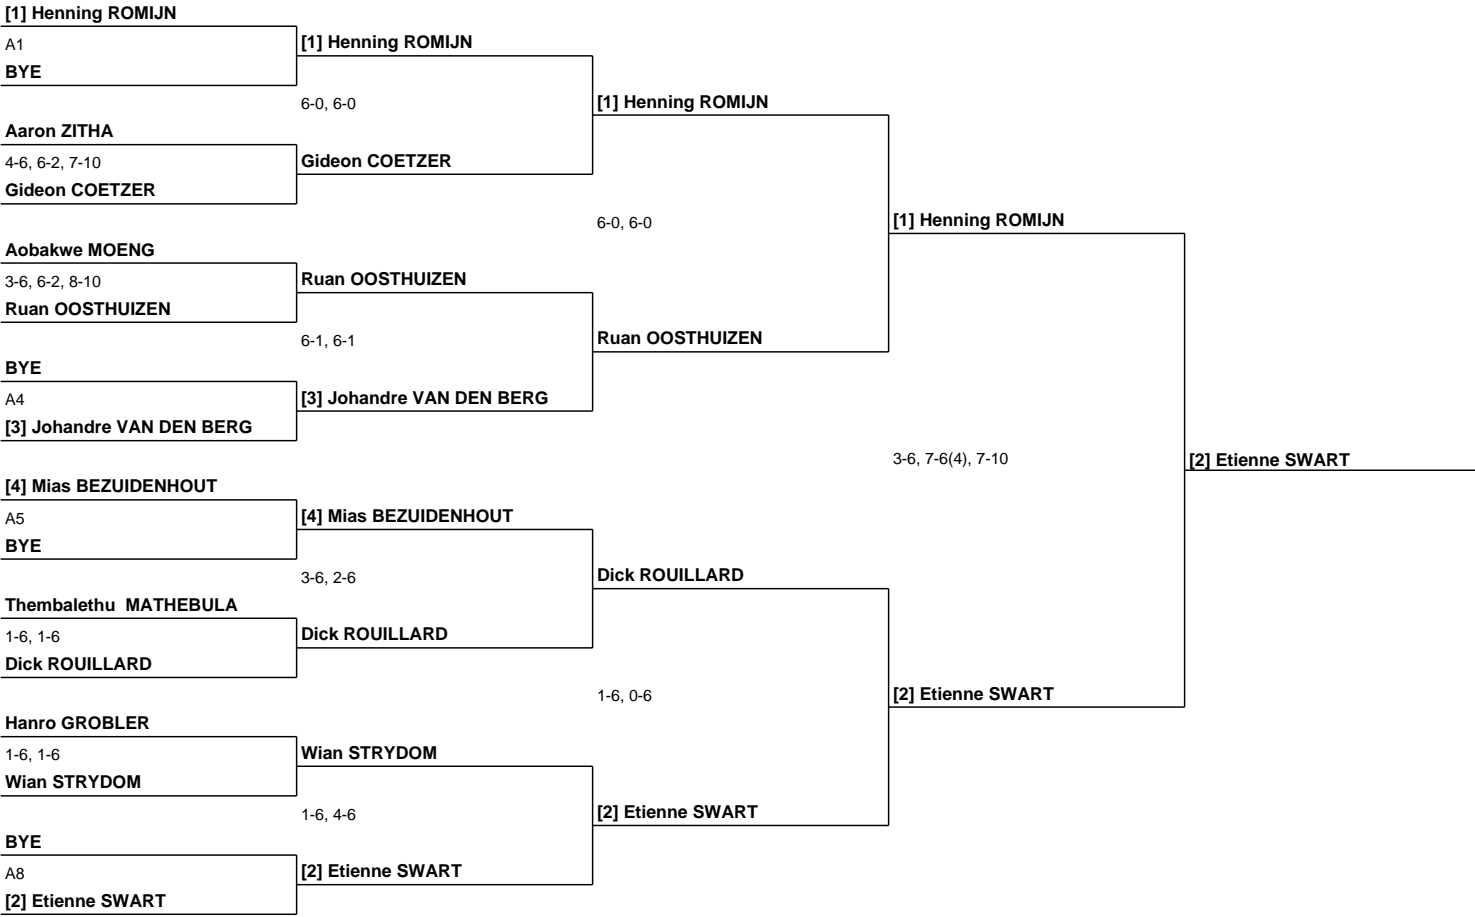 [1] Henning ROMIJN
A1
BYE
Aaron ZITHA
4-6, 6-2, 7-10
Gideon COETZER
Aobakwe MOENG
3-6, 6-2, 8-10
Ruan OOSTHUIZEN
BYE
A4
[3] Johandre VAN DEN BERG
[4] Mias BEZUIDENHOUT
A5
BYE
Thembalethu  MATHEBULA
1-6, 1-6
Dick ROUILLARD
Hanro GROBLER
1-6, 1-6
Wian STRYDOM
BYE
A8
[2] Etienne SWART
[1] Henning ROMIJN
6-0, 6-0
Gideon COETZER
Ruan OOSTHUIZEN
6-1, 6-1
[3] Johandre VAN DEN BERG
[4] Mias BEZUIDENHOUT
3-6, 2-6
Dick ROUILLARD
Wian STRYDOM
1-6, 4-6
[2] Etienne SWART
[1] Henning ROMIJN
6-0, 6-0
Ruan OOSTHUIZEN
Dick ROUILLARD
1-6, 0-6
[2] Etienne SWART
[1] Henning ROMIJN
3-6, 7-6(4), 7-10
[2] Etienne SWART
[2] Etienne SWART